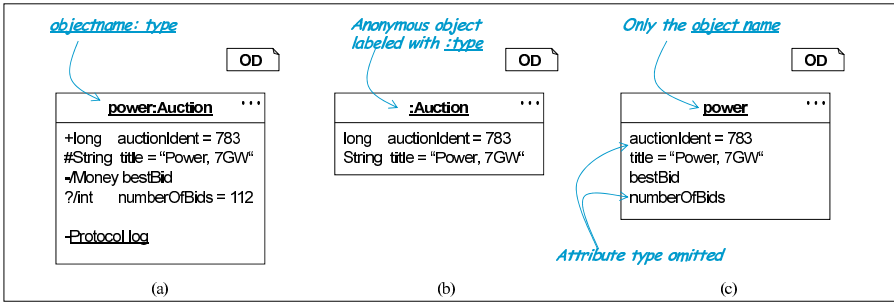 objectname: type
OD
power:Auction ...
+long auctionIdent = 783
#String title = “Power, 7GW“
-/Money bestBid
?/int numberOfBids = 112
-Protocol log
(a)
Anonymous object
labeled with :type
OD
:Auction ...
long auctionIdent = 783
String title = “Power, 7GW“
(b)
Only the object name
OD
power ...
auctionIdent = 783
title = “Power, 7GW“
bestBid
numberOfBids
Attribute type omitted
(c)